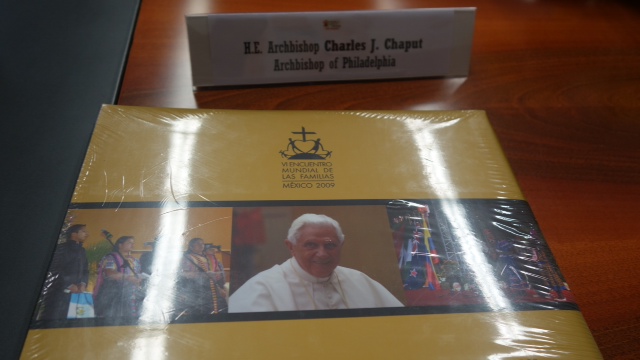 H.E. Archbishop Charles J. Chaput
Archbishop of Philadelphia
VI ENCUENTRO
MUNDIAL DE
LAS FAMILIAS
MÉXICO 2009